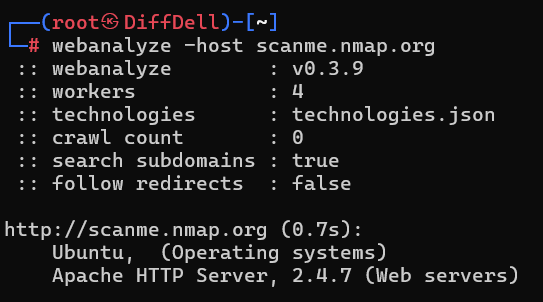 ┌──(root㉿DiffDell)-[~]
└─# webanalyze -host scanme.nmap.org
 :: webanalyze        : v0.3.9
 :: workers           : 4
 :: technologies      : technologies.json
 :: crawl count       : 0
 :: search subdomains : true
 :: follow redirects  : false

http://scanme.nmap.org (0.7s):
    Ubuntu,  (Operating systems)
    Apache HTTP Server, 2.4.7 (Web servers)